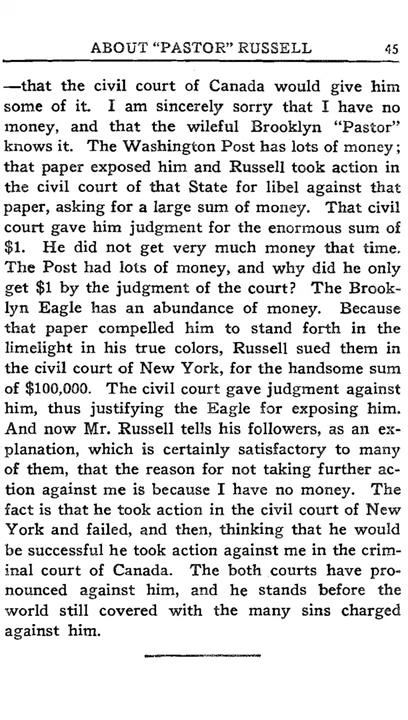 ABOUT "PASTOR" RUSSELL 45
—that the civil court of Canada would give him
some of it. I am sincerely sorry that I have no
money, and that the wileful Brooklyn "Pastor"
knows it. The Washington Post has lots of money;
that paper exposed him and Russell took action in
the civil court of that State for libel against that
paper, asking for a large sum of money. That civil
court gave him judgment for the enormous sum of
$1. He did not get very much money that time.
The Post had lots of money, and why did he only
get $1 by the judgment of the court? The Brook-
lyn Eagle has an abundance of money. Because
that paper compelled him to stand forth in the
limelight in his true colors, Russell sued them in
the civil court of New York, for the handsome sum
of $100,000. The civil court gave judgment against
him, thus justifying the Eagle for exposing him.
And now Mr. Russell tells his followers, as an ex-
planation, which is certainly satisfactory to many
of them, that the reason for not taking further ac-
tion against me is because I have no money. The
fact is that he took action in the civil court of New
York and failed, and then, thinking that he would
be successful he took action against me in the crim-
inal court of Canada. The both courts have pro-
nounced against him, and he stands before the
world still covered with the many sins charged
against him.